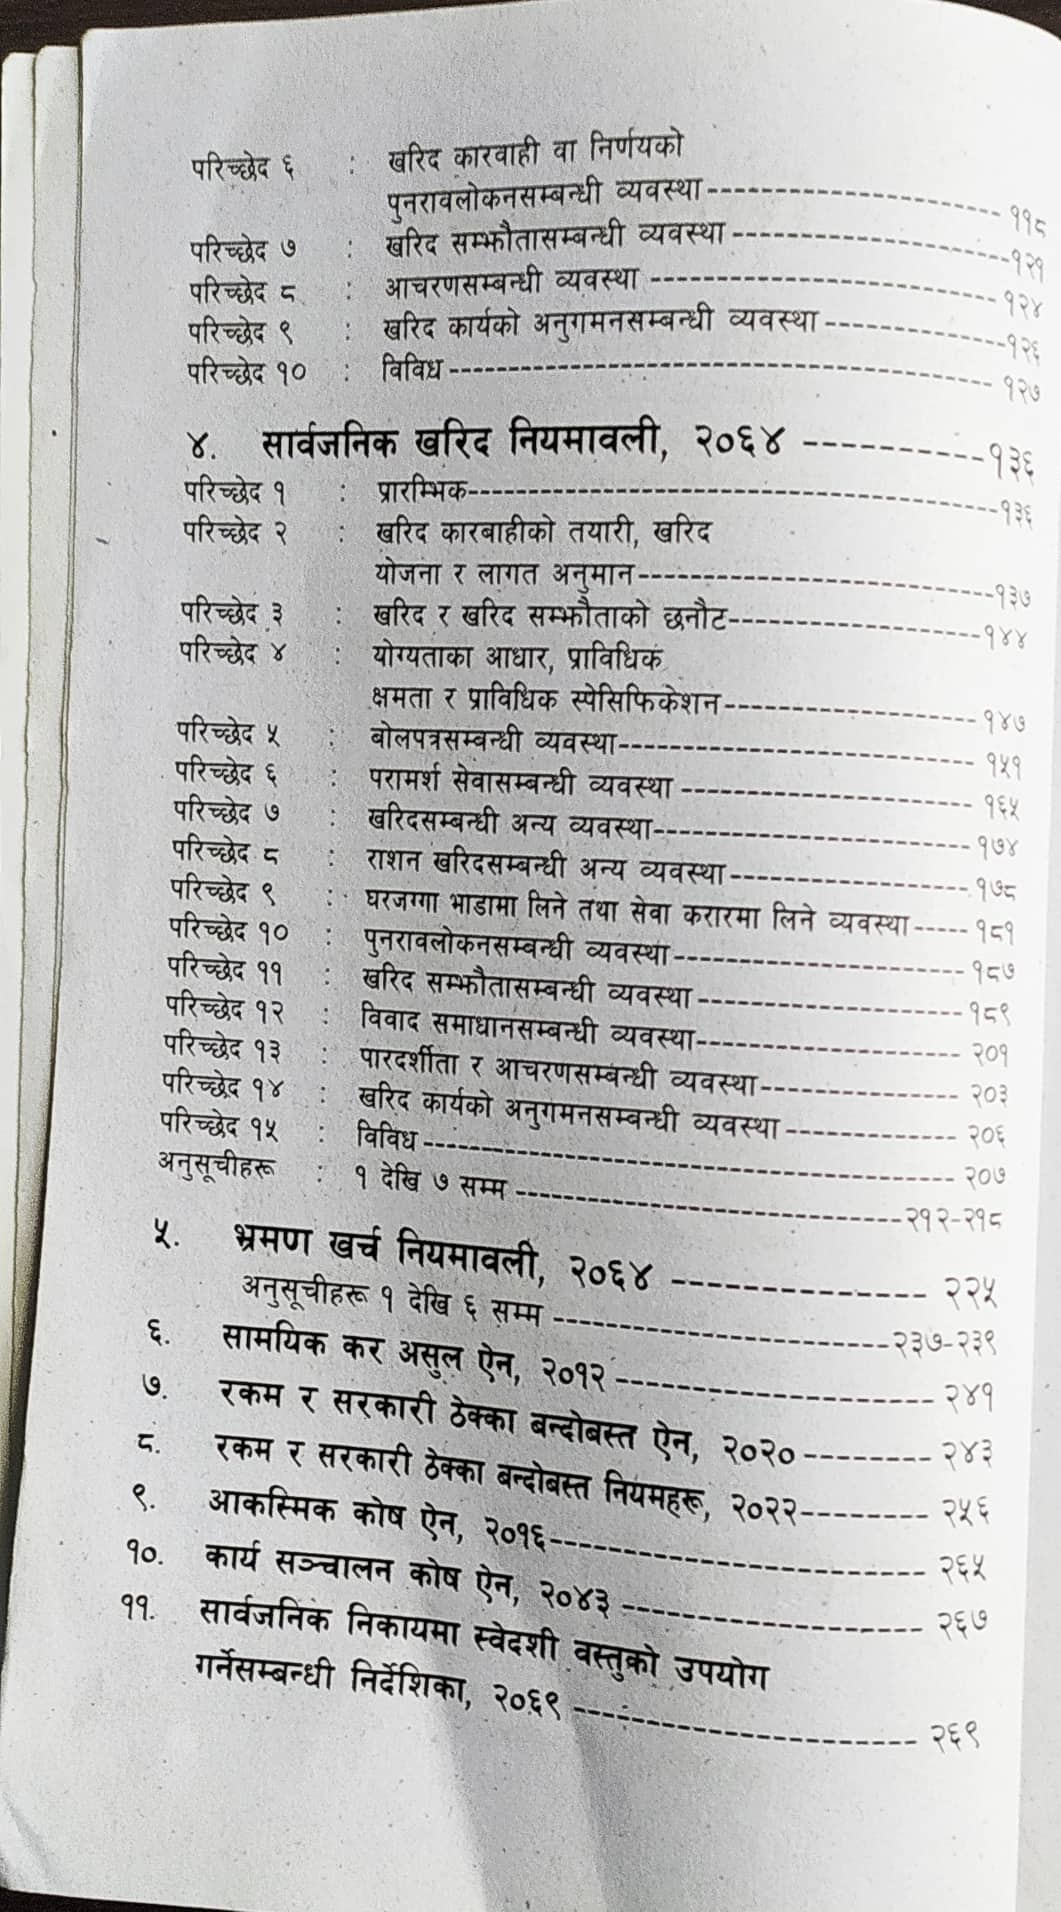 परिच्छेद ६ : खरिद कारवाही वा निर्णयको
पुनरावलोकनसम्बन्धी व्यवस्था -------------------- ११८
परिच्छेद ७ : खरिद सम्झौतासम्बन्धी व्यवस्था --------------------१२१
परिच्छेद ८ : आचरणसम्बन्धी व्यवस्था -------------------- १२४
परिच्छेद ९ : खरिद कार्यको अनुगमनसम्बन्धी व्यवस्था --------------१२६
परिच्छेद १० : विविध -------------------------------- १२७
४. सार्वजनिक खरिद नियमावली, २०६४ ----------१३६
परिच्छेद १ : प्रारम्भिक--------------------------------१३६
परिच्छेद २ : खरिद कारबाहीको तयारी, खरिद
योजना र लागत अनुमान----------------------१३७
परिच्छेद ३ : खरिद र खरिद सम्झौताको छनौट----------------१४४
परिच्छेद ४ : योग्यताका आधार, प्राविधिक
क्षमता र प्राविधिक स्पेसिफिकेशन---------------- १४७
परिच्छेद ५ : बोलपत्रसम्बन्धी व्यवस्था---------------------- १५१
परिच्छेद ६ : परामर्श सेवासम्बन्धी व्यवस्था ------------------- १६५
परिच्छेद ७ : खरिदसम्बन्धी अन्य व्यवस्था-------------------- १७४
परिच्छेद ८ : राशन खरिदसम्बन्धी अन्य व्यवस्था--------------- १७८
परिच्छेद ९ : घरजग्गा भाडामा लिने तथा सेवा करारमा लिने व्यवस्था ----- १८१
परिच्छेद १० : पुनरावलोकनसम्बन्धी व्यवस्था------------------- १८७
परिच्छेद ११ : खरिद सम्झौतासम्बन्धी व्यवस्था ----------------- १८९
परिच्छेद १२ : विवाद समाधानसम्बन्धी व्यवस्था----------------- २०१
परिच्छेद १३ : पारदर्शीता र आचरणसम्बन्धी व्यवस्था------------- २०३
परिच्छेद १४ : खरिद कार्यको अनुगमनसम्बन्धी व्यवस्था ------------ २०६
परिच्छेद १५ : विविध -------------------------------- २०७
अनुसूचीहरू : १ देखि ७ सम्म -------------------------२१२-२१८
५. भ्रमण खर्च नियमावली, २०६४ -------------- २२५
अनुसूचीहरू १ देखि ६ सम्म ----------------------२३७-२३९
६. सामयिक कर असुल ऐन, २०१२ ------------------ २४१
७. रकम र सरकारी ठेक्का बन्दोबस्त ऐन, २०२० -------- २४३
८. रकम र सरकारी ठेक्का बन्दोबस्त नियमहरू, २०२२-------- २५६
९. आकस्मिक कोष ऐन, २०१६---------------------- २६५
१०. कार्य सञ्चालन कोष ऐन, २०४३ ----------------- २६७
११. सार्वजनिक निकायमा स्वेदशी वस्तुको उपयोग
गर्नेसम्बन्धी निर्देशिका, २०६९ -------------------- २६९